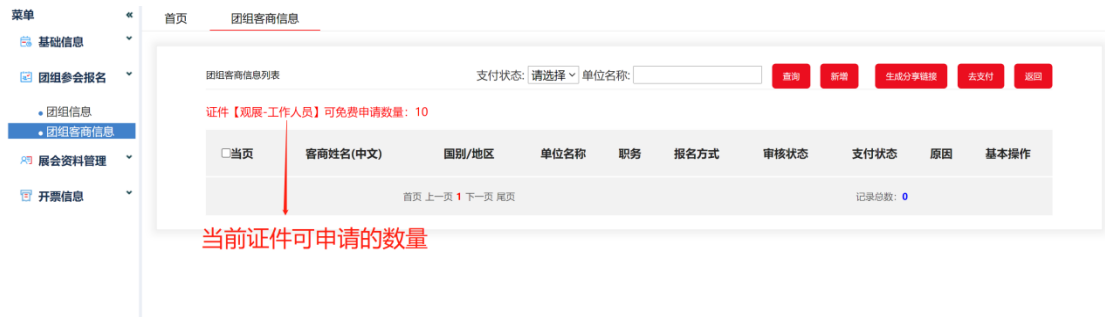 菜单 «
首页 团组客商信息
基础信息
团组参会报名
团组信息
团组客商信息
展会资料管理
开票信息
团组客商信息列表 支付状态: 请选择 单位名称: 查询 新增 生成分享链接 去支付 返回
证件【观展-工作人员】可免费申请数量：10
当页 客商姓名(中文) 国别/地区 单位名称 职务 报名方式 审核状态 支付状态 原因 基本操作
首页 上一页 1 下一页 尾页 记录总数：0
当前证件可申请的数量